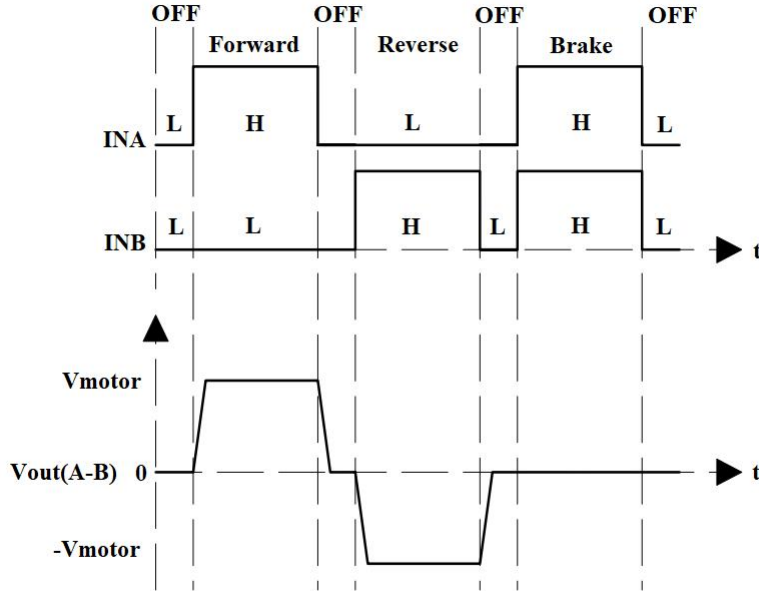 OFF OFF OFF OFF
Forward Reverse Brake
L H L H L
INA
L L H L H L
INB t
Vmotor
Vout(A-B) 0 t
-Vmotor